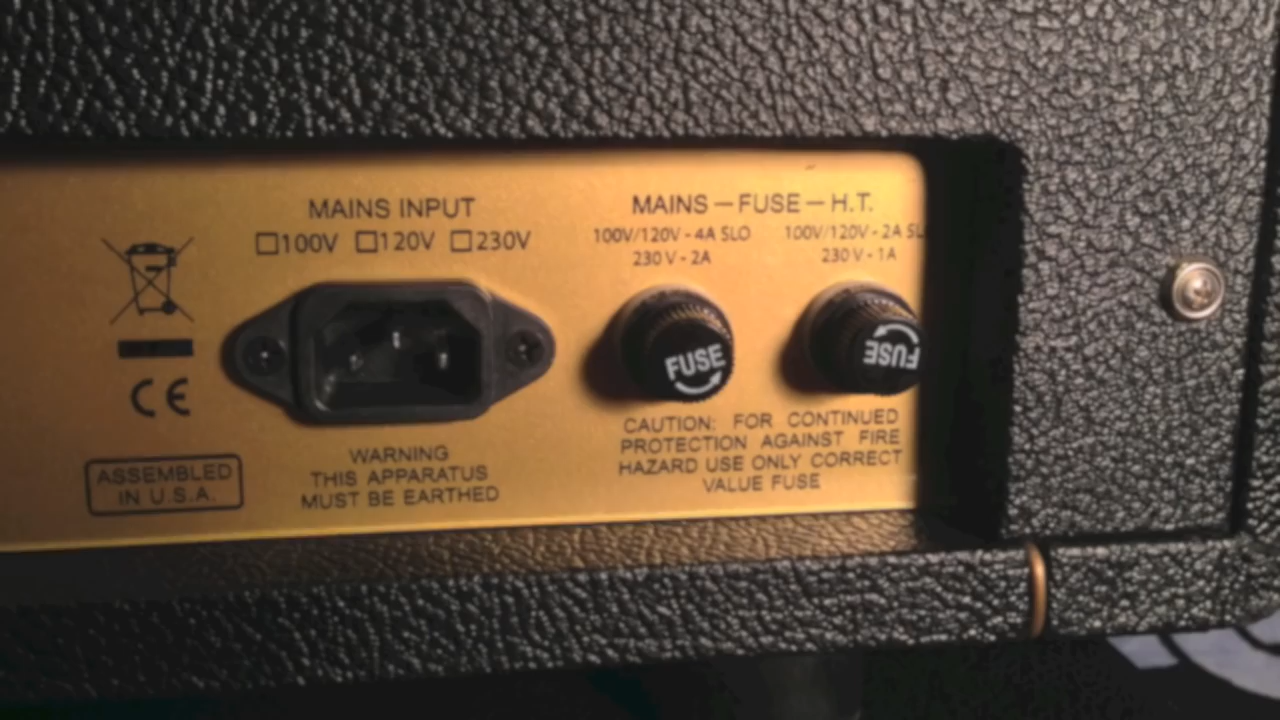 MAINS INPUT
100V 120V 230V
MAINS — FUSE — H.T.
100V/120V - 4A SLO
230 V - 2A
100V/120V - 2A SL
230 V - 1A
FUSE
FUSE
CE
ASSEMBLED
IN U.S.A.
WARNING
THIS APPARATUS
MUST BE EARTHED
CAUTION: FOR CONTINUED
PROTECTION AGAINST FIRE
HAZARD USE ONLY CORRECT
VALUE FUSE